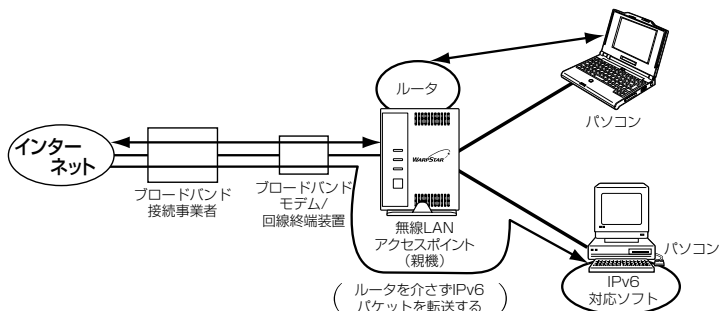 ルータ
パソコン
インター
ネット
WARPSTAR
ブロードバンド
接続事業者
ブロードバンド
モデム/
回線終端装置
無線LAN
アクセスポイント
(親機)
パソコン
IPv6
対応ソフト
(ルータを介さずIPv6
パケットを転送する)